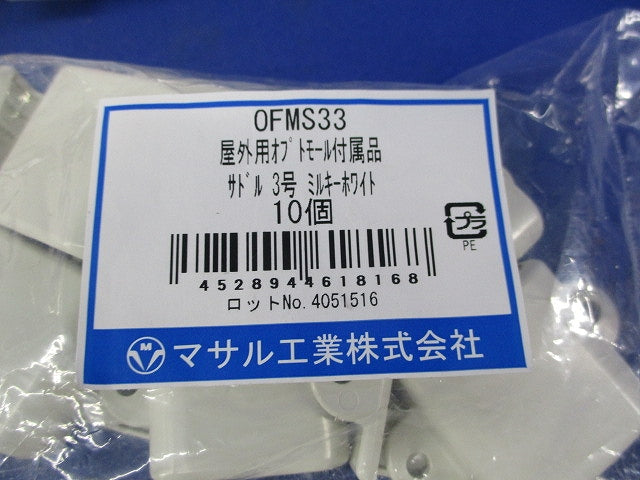 OFMS33
屋外用ｵﾌﾟﾄﾓｰﾙ付属品
ｻﾄﾞﾙ 3号 ﾐﾙｷｰﾎﾜｲﾄ
10個
プラ
PE
4528944618168
ロットNo. 4051516
M
マサル工業株式会社